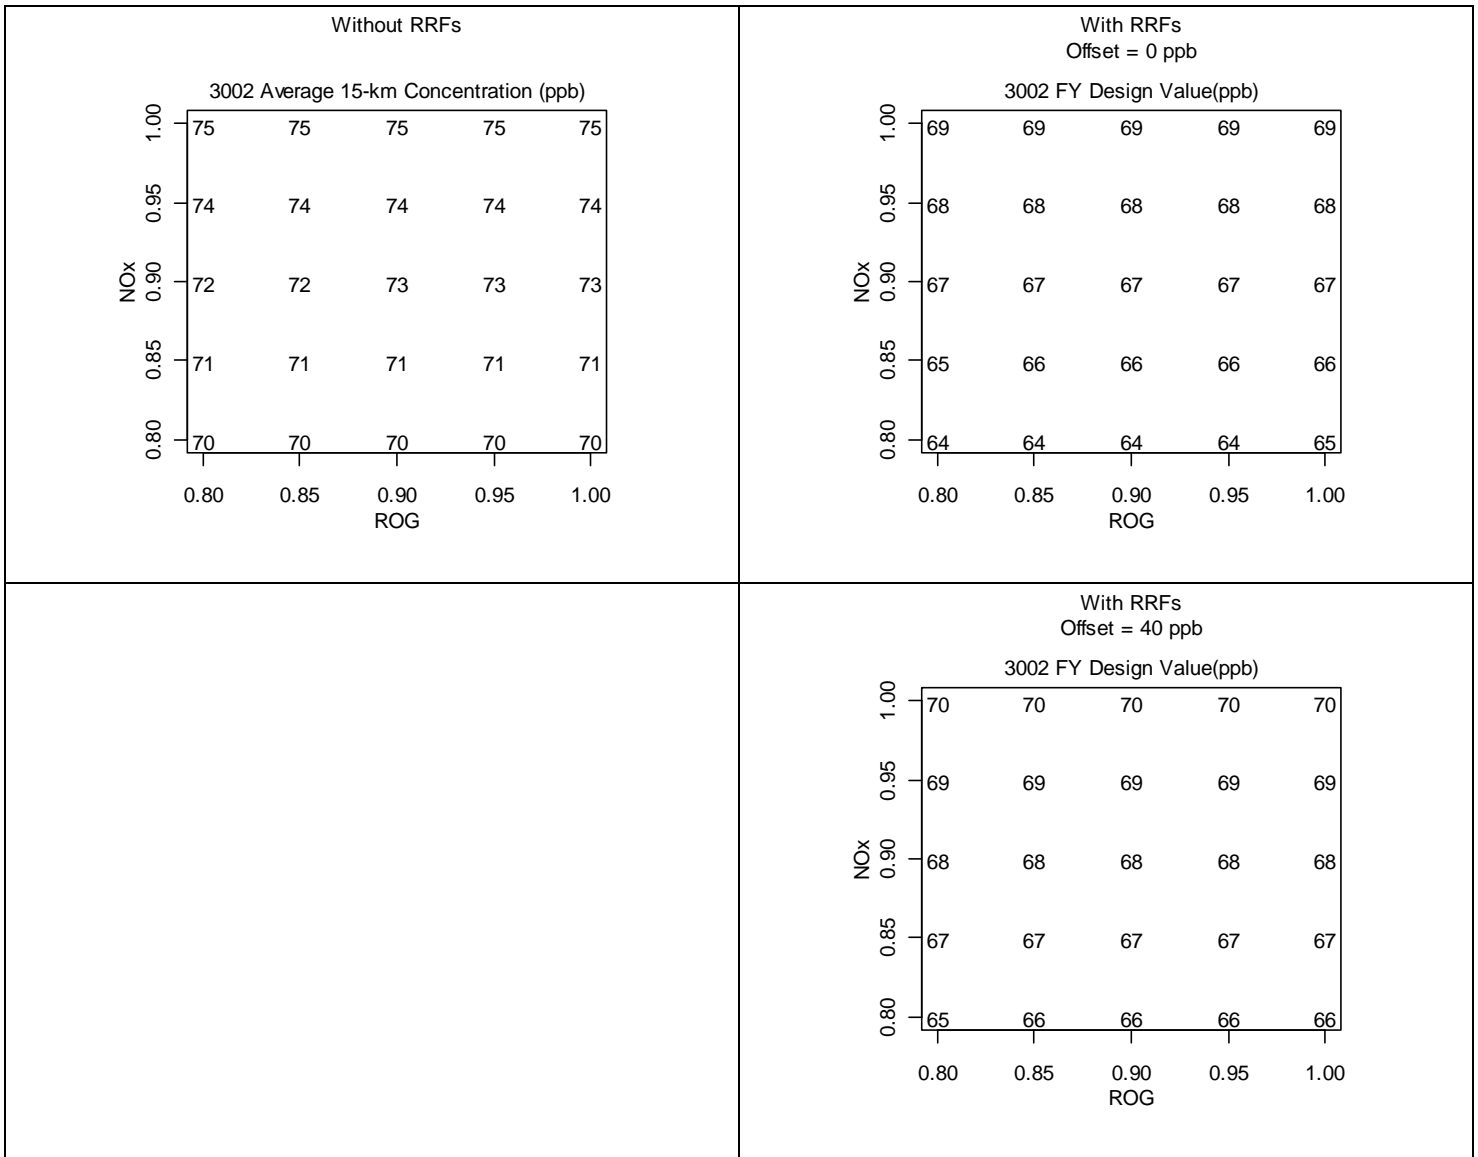 Without RRFs
3002 Average 15-km Concentration (ppb)
1.00 75 75 75 75 75
0.95 74 74 74 74 74
NOx
0.90 72 72 73 73 73
0.85 71 71 71 71 71
0.80 70 70 70 70 70
0.80 0.85 0.90 0.95 1.00
ROG
With RRFs
Offset = 0 ppb
3002 FY Design Value(ppb)
1.00 69 69 69 69 69
0.95 68 68 68 68 68
NOx
0.90 67 67 67 67 67
0.85 65 66 66 66 66
0.80 64 64 64 64 65
0.80 0.85 0.90 0.95 1.00
ROG
With RRFs
Offset = 40 ppb
3002 FY Design Value(ppb)
1.00 70 70 70 70 70
0.95 69 69 69 69 69
NOx
0.90 68 68 68 68 68
0.85 67 67 67 67 67
0.80 65 66 66 66 66
0.80 0.85 0.90 0.95 1.00
ROG